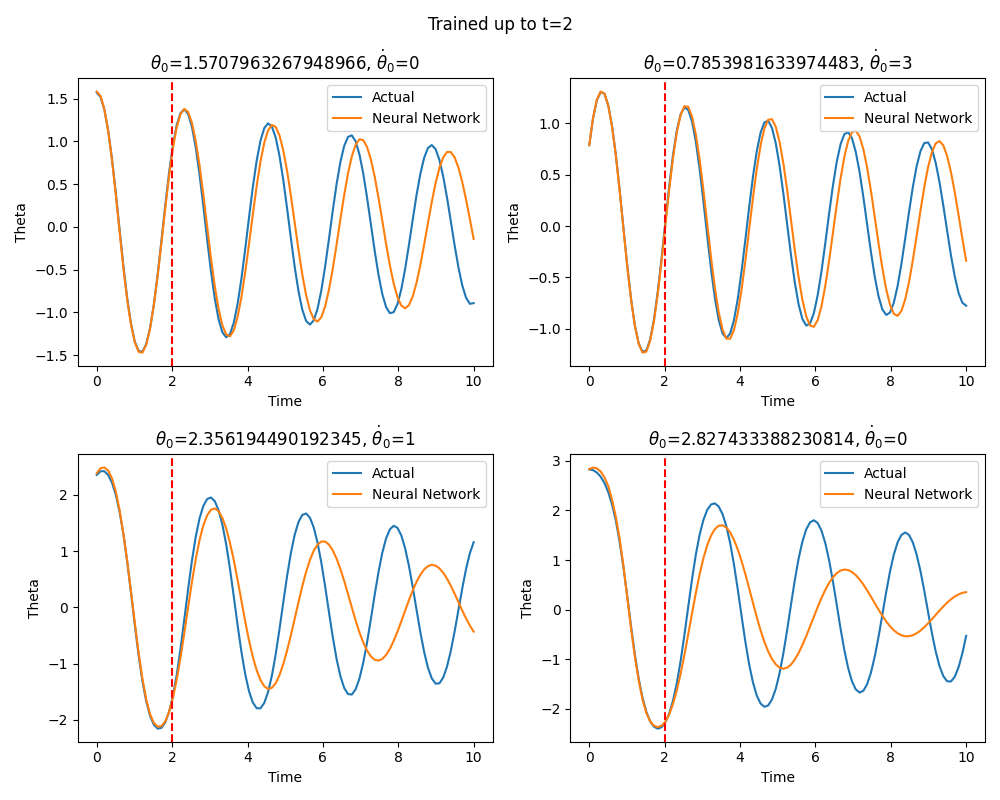 Trained up to t=2
θ₀=1.5707963267948966, θ̇₀=0
1.5
1.0
0.5
0.0
−0.5
−1.0
−1.5
Theta
Actual
Neural Network
0 2 4 6 8 10
Time
θ₀=0.7853981633974483, θ̇₀=3
1.0
0.5
0.0
−0.5
−1.0
Theta
Actual
Neural Network
0 2 4 6 8 10
Time
θ₀=2.356194490192345, θ̇₀=1
2
1
0
−1
−2
Theta
Actual
Neural Network
0 2 4 6 8 10
Time
θ₀=2.827433388230814, θ̇₀=0
3
2
1
0
−1
−2
Theta
Actual
Neural Network
0 2 4 6 8 10
Time